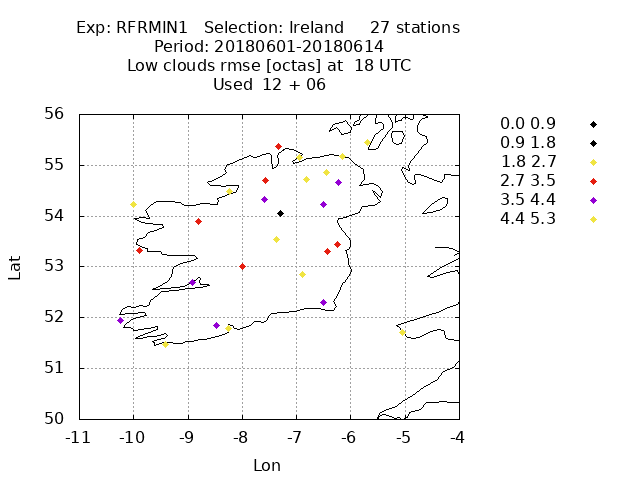 Exp: RFRMIN1 Selection: Ireland 27 stations
Period: 20180601-20180614
Low clouds rmse [octas] at 18 UTC
Used 12 + 06
56
55
54
53
52
51
50
-11 -10 -9 -8 -7 -6 -5 -4
Lat
Lon
0.0 0.9
0.9 1.8
1.8 2.7
2.7 3.5
3.5 4.4
4.4 5.3